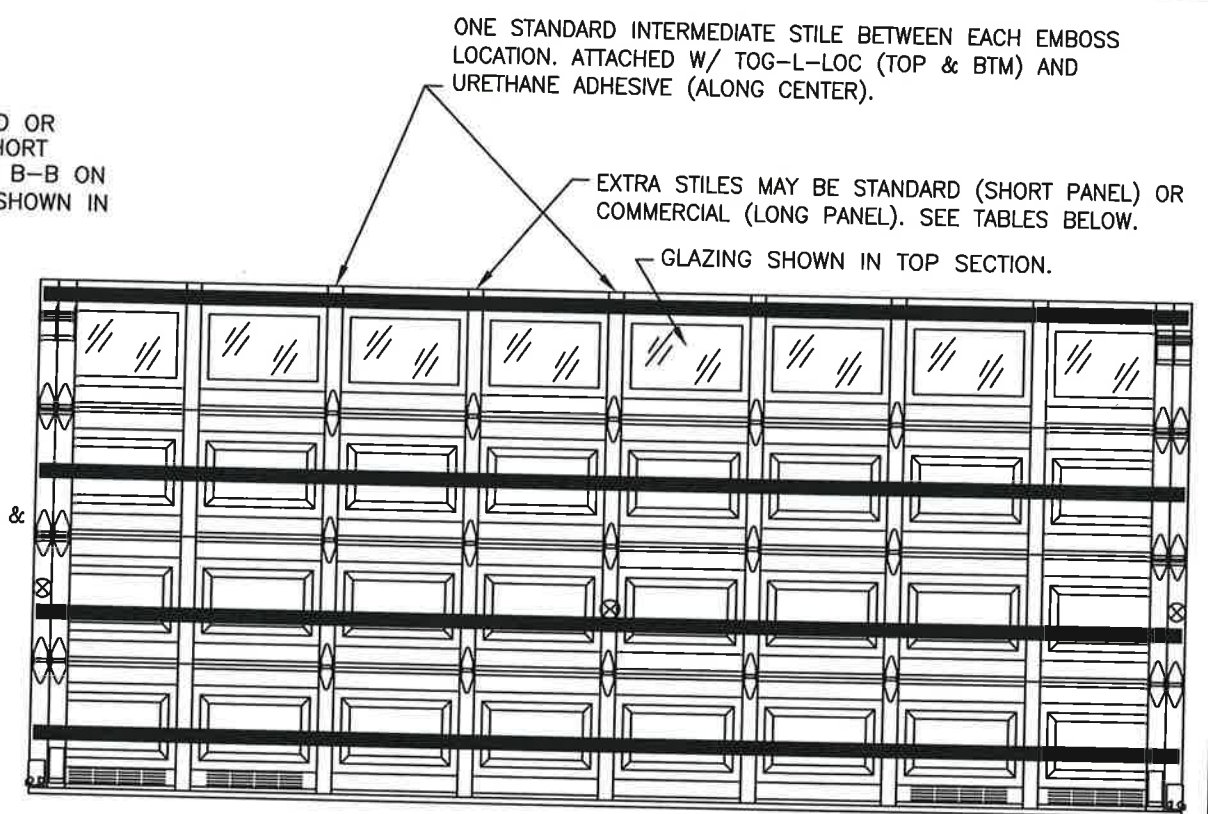 ONE STANDARD INTERMEDIATE STILE BETWEEN EACH EMBOSS
LOCATION. ATTACHED W/ TOG-L-LOC (TOP & BTM) AND
URETHANE ADHESIVE (ALONG CENTER).
D OR
HORT
B-B ON
SHOWN IN
EXTRA STILES MAY BE STANDARD (SHORT PANEL) OR
COMMERCIAL (LONG PANEL). SEE TABLES BELOW.
GLAZING SHOWN IN TOP SECTION.
&